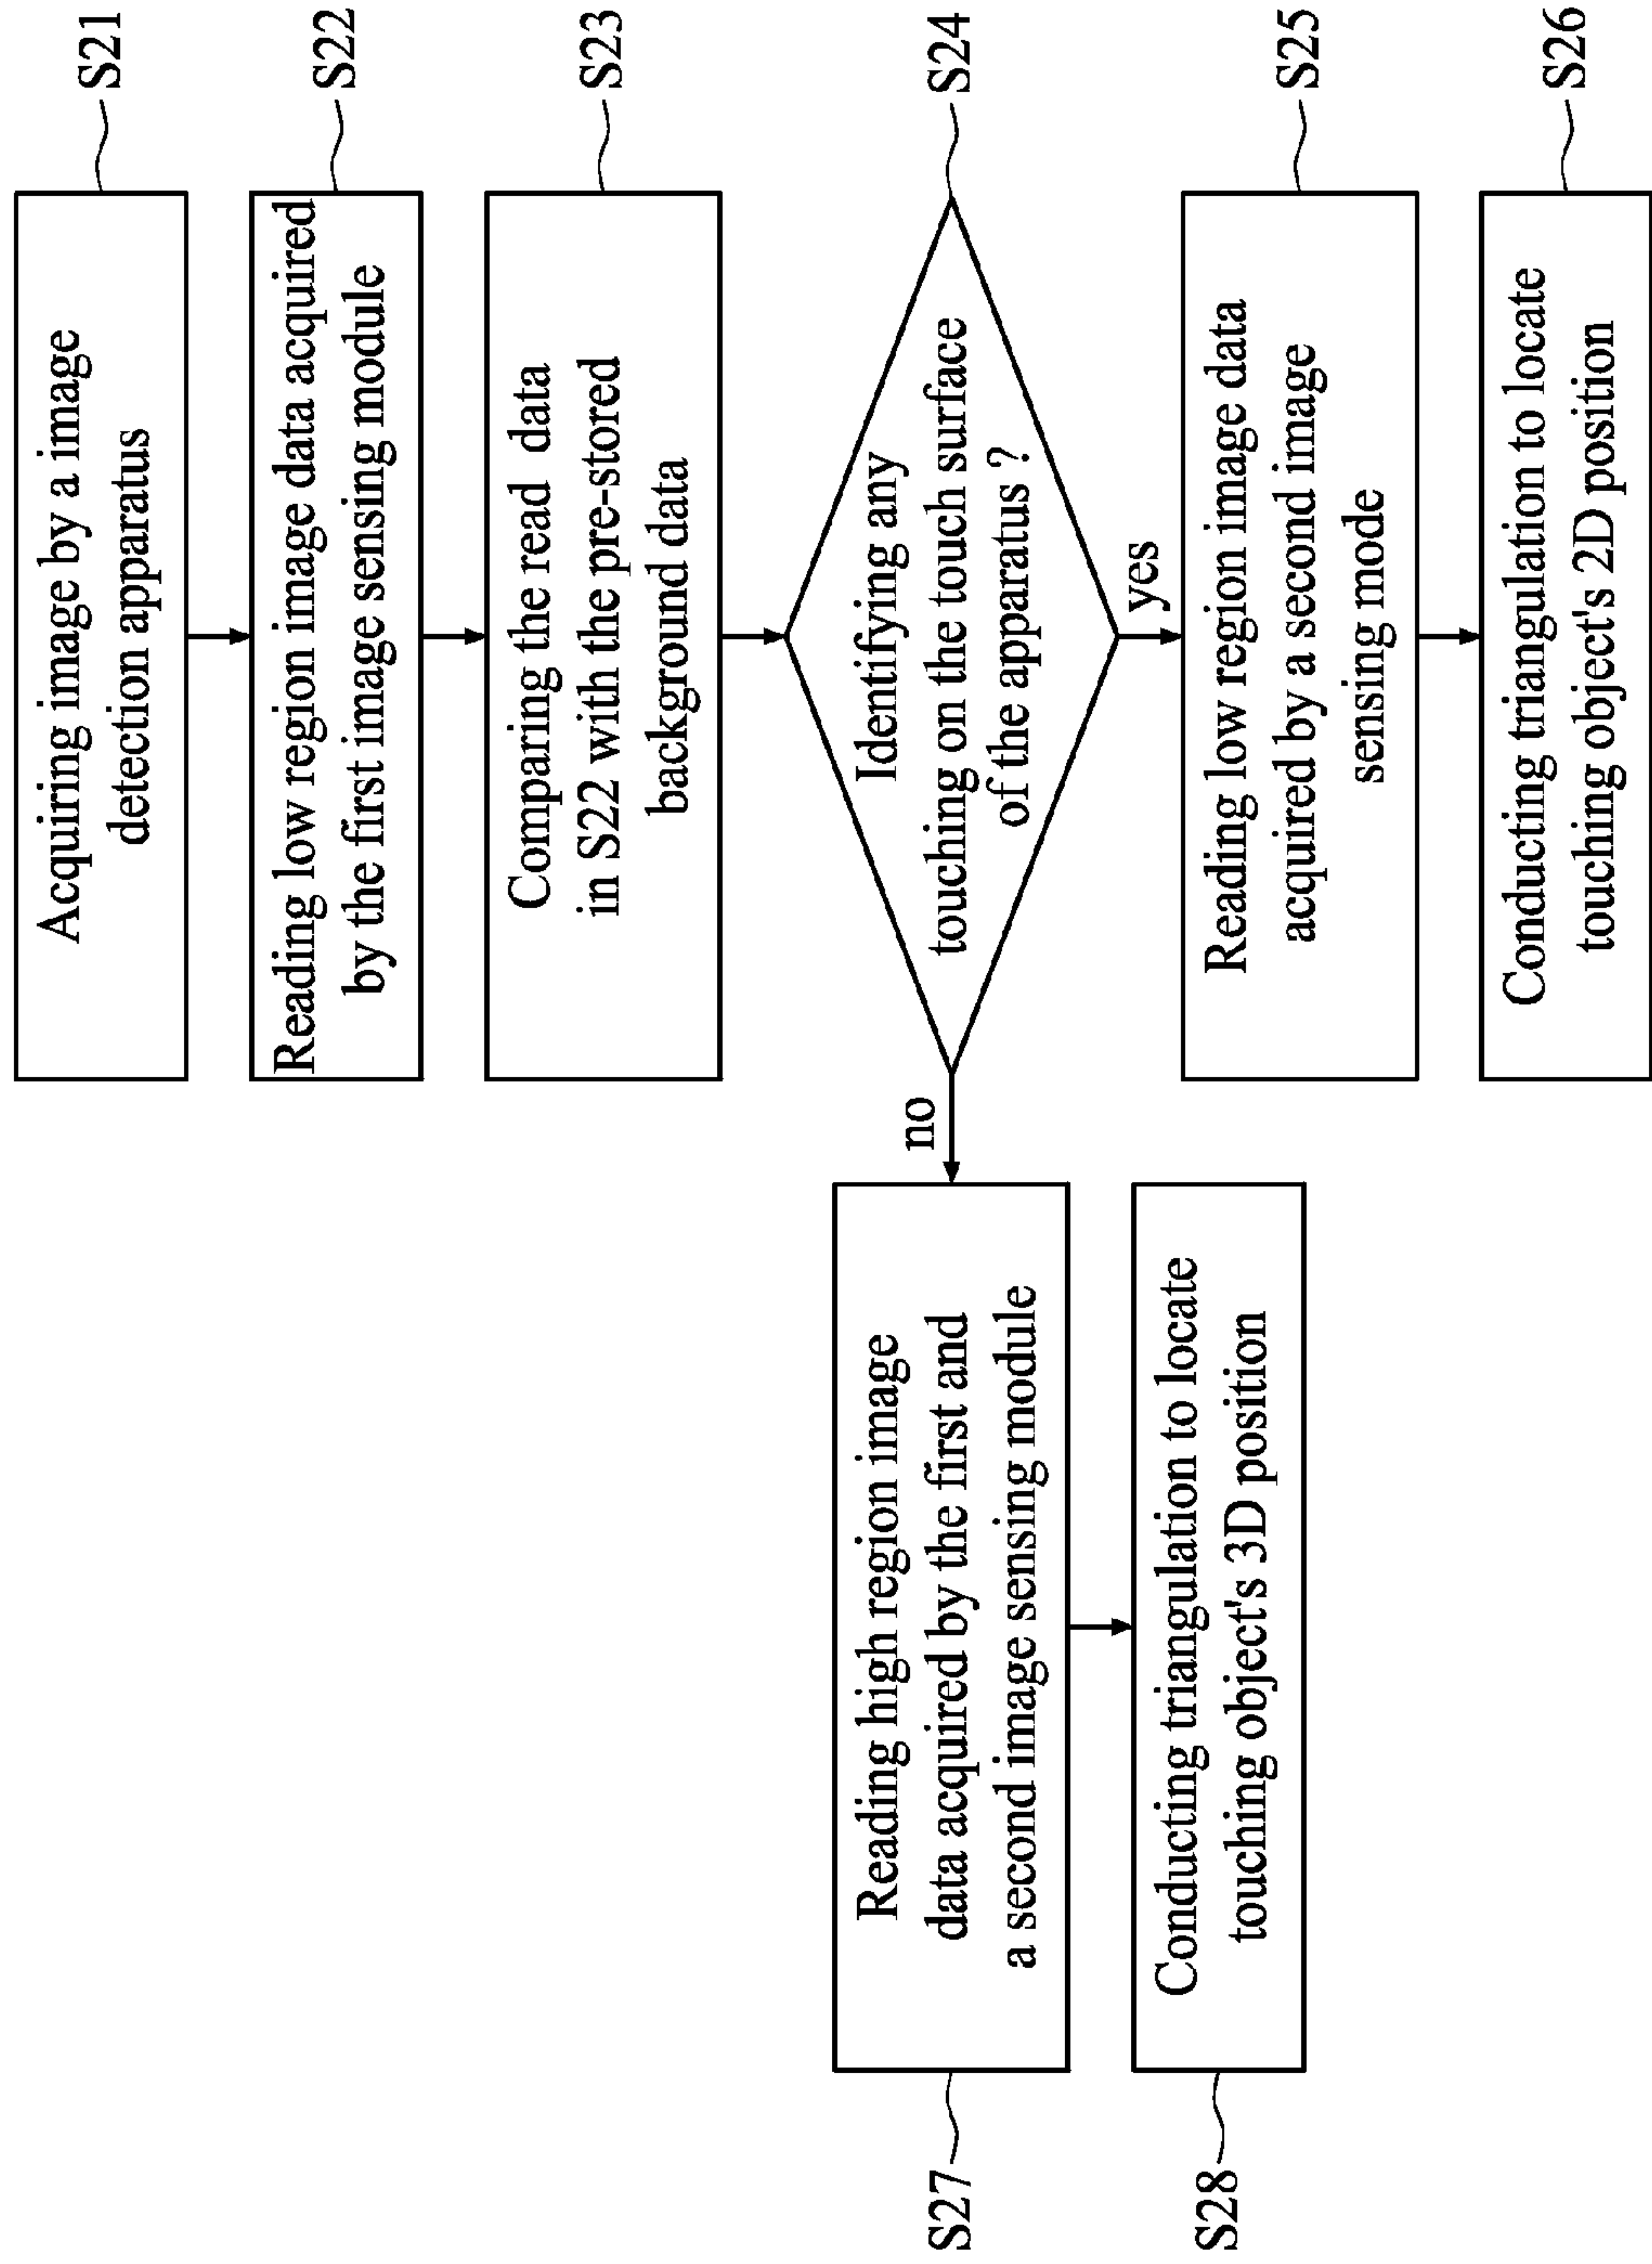 Acquiring image by a image
detection apparatus
S21
Reading low region image data acquired
by the first image sensing module
S22
Comparing the read data
in S22 with the pre-stored
background data
S23
Identifying any
touching on the touch surface
of the apparatus ?
S24
no
yes
Reading low region image data
acquired by a second image
sensing mode
S25
Conducting triangulation to locate
touching object's 2D position
S26
S27
Reading high region image
data acquired by the first and
a second image sensing module
S28
Conducting triangulation to locate
touching object's 3D position